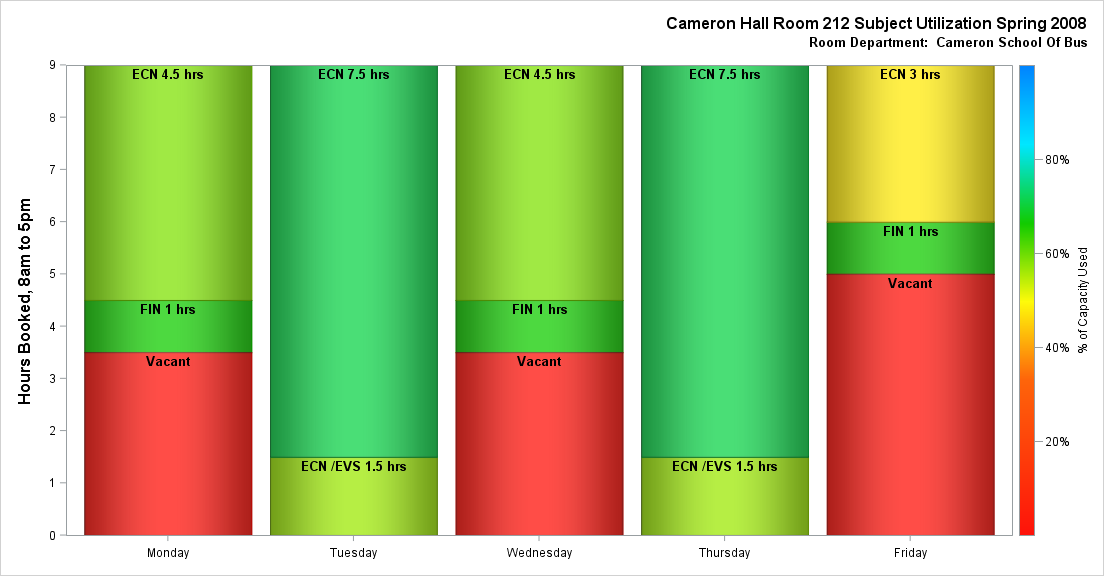 Cameron Hall Room 212 Subject Utilization Spring 2008
Room Department:  Cameron School Of Bus
Hours Booked, 8am to 5pm
9
8
7
6
5
4
3
2
1
0
ECN 4.5 hrs
FIN 1 hrs
Vacant
ECN 7.5 hrs
ECN /EVS 1.5 hrs
ECN 4.5 hrs
FIN 1 hrs
Vacant
ECN 7.5 hrs
ECN /EVS 1.5 hrs
ECN 3 hrs
FIN 1 hrs
Vacant
Monday
Tuesday
Wednesday
Thursday
Friday
80%
60%
40%
20%
% of Capacity Used